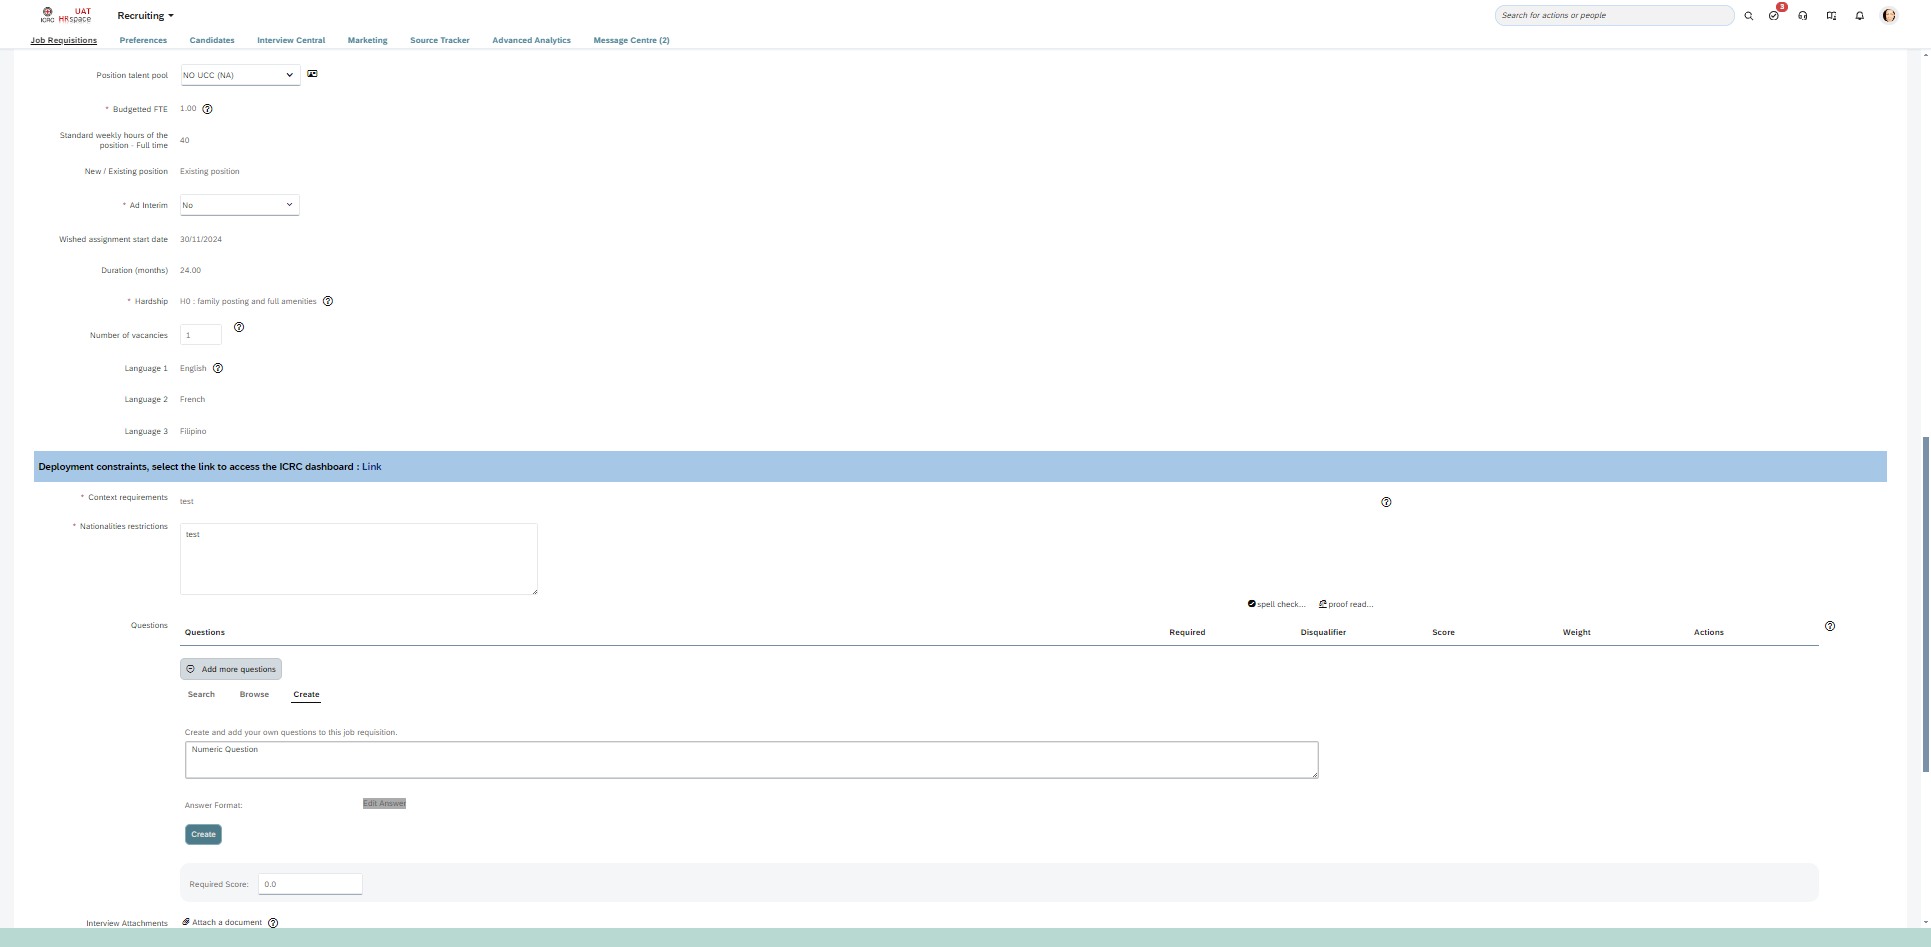 ICRC
UAT
HRspace
Recruiting
Search for actions or people
3
Job Requisitions Preferences Candidates Interview Central Marketing Source Tracker Advanced Analytics Message Centre (2)
Position talent pool NO UCC (NA)
* Budgetted FTE 1.00
Standard weekly hours of the
position - Full time
40
New / Existing position Existing position
* Ad Interim No
Wished assignment start date 30/11/2024
Duration (months) 24.00
* Hardship H0 : family posting and full amenities
Number of vacancies 1
Language 1 English
Language 2 French
Language 3 Filipino
Deployment constraints, select the link to access the ICRC dashboard : Link
* Context requirements test
* Nationalities restrictions test
spell check... proof read...
Questions
Questions Required Disqualifier Score Weight Actions
Add more questions
Search Browse Create
Create and add your own questions to this job requisition.
Numeric Question
Answer Format: Edit Answer
Create
Required Score: 0.0
Interview Attachments Attach a document